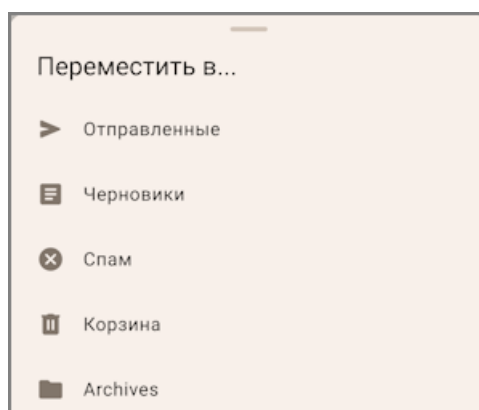 Переместить в...
Отправленные
Черновики
Спам
Корзина
Archives